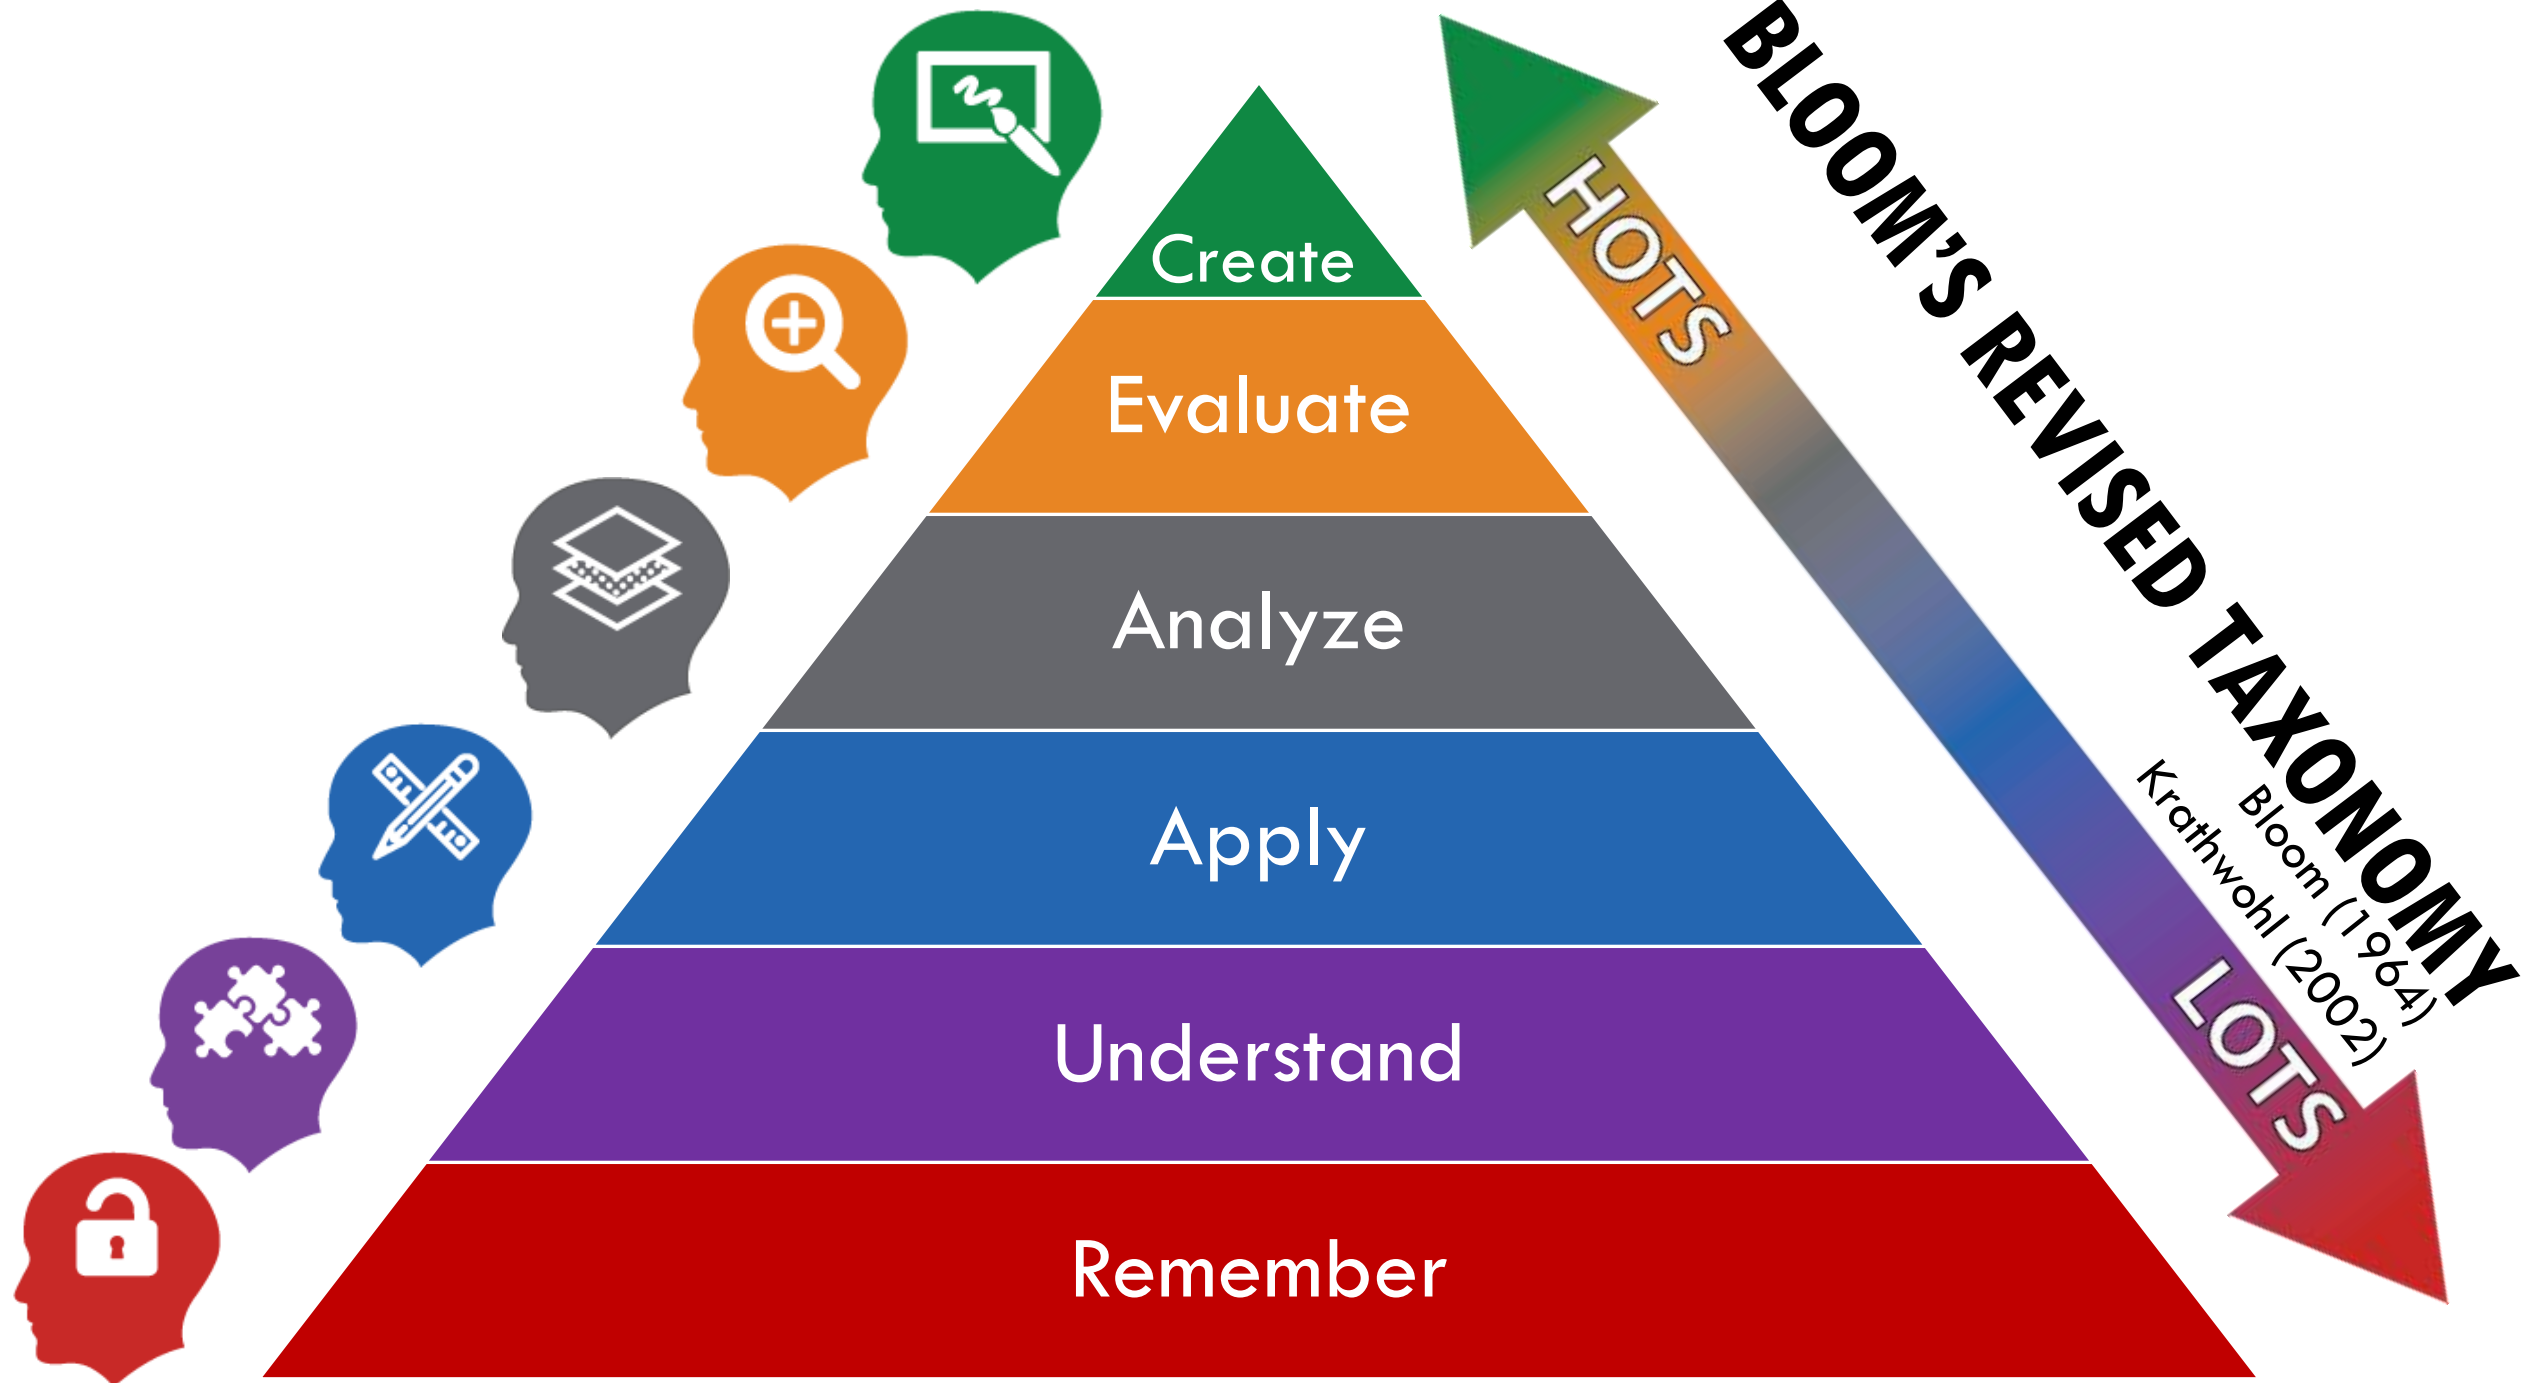 Create
Evaluate
Analyze
Apply
Understand
Remember
HOTS
LOTS
BLOOM'S REVISED TAXONOMY
Bloom (1964)
Krathwohl (2002)